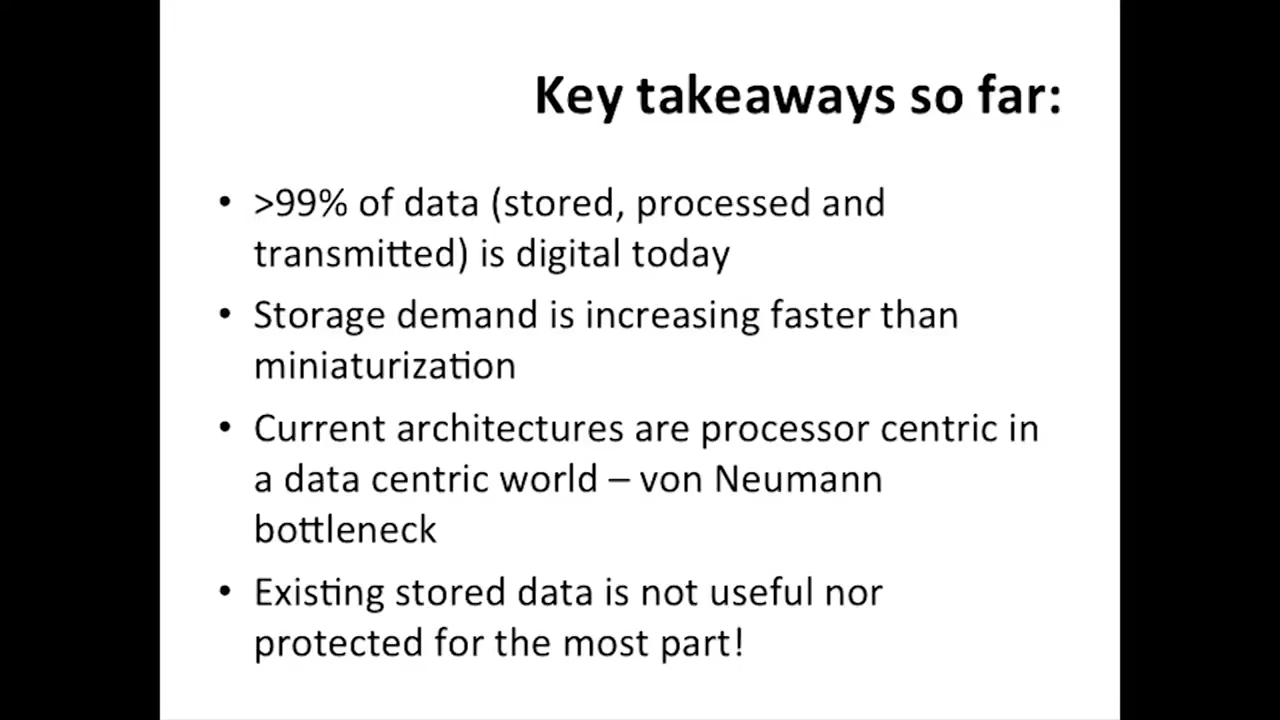 Key takeaways so far:
• >99% of data (stored, processed and
transmitted) is digital today
• Storage demand is increasing faster than
miniaturization
• Current architectures are processor centric in
a data centric world – von Neumann
bottleneck
• Existing stored data is not useful nor
protected for the most part!